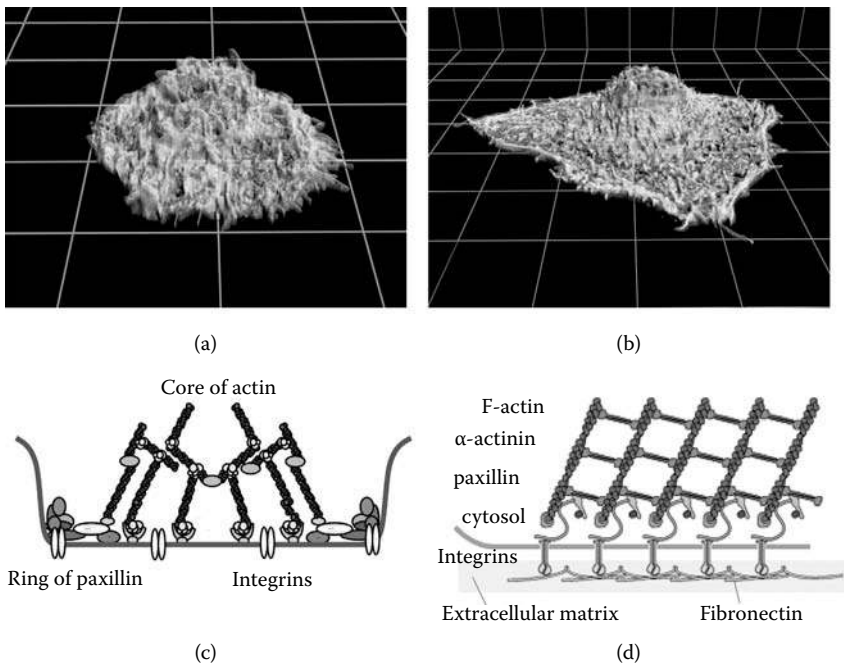 (a)
(b)
Core of actin
Ring of paxillin
Integrins
(c)
F-actin
α-actinin
paxillin
cytosol
Integrins
Extracellular matrix
Fibronectin
(d)